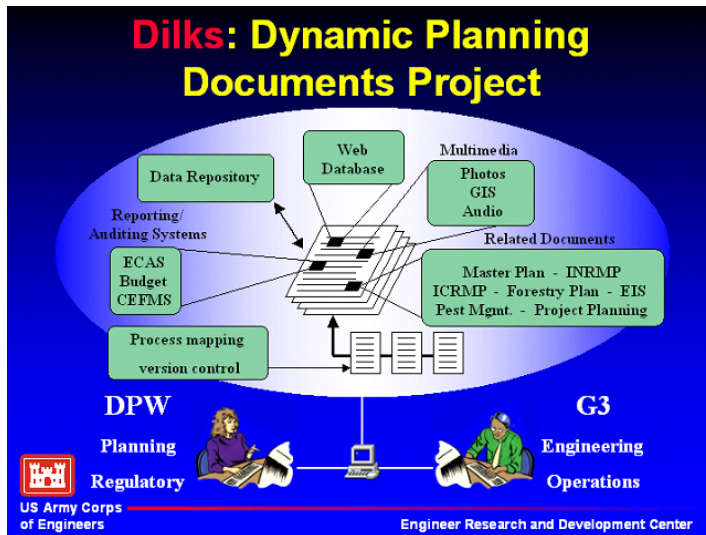 Dilks: Dynamic Planning
Documents Project
Web
Database
Multimedia
Data Repository
Photos
GIS
Audio
Reporting/
Auditing Systems
Related Documents
ECAS
Budget
CEFMS
Master Plan - INRMP
ICRMP - Forestry Plan - EIS
Pest Mgmt. - Project Planning
Process mapping
version control
DPW
G3
Planning
Engineering
Regulatory
Operations
US Army Corps
of Engineers
Engineer Research and Development Center